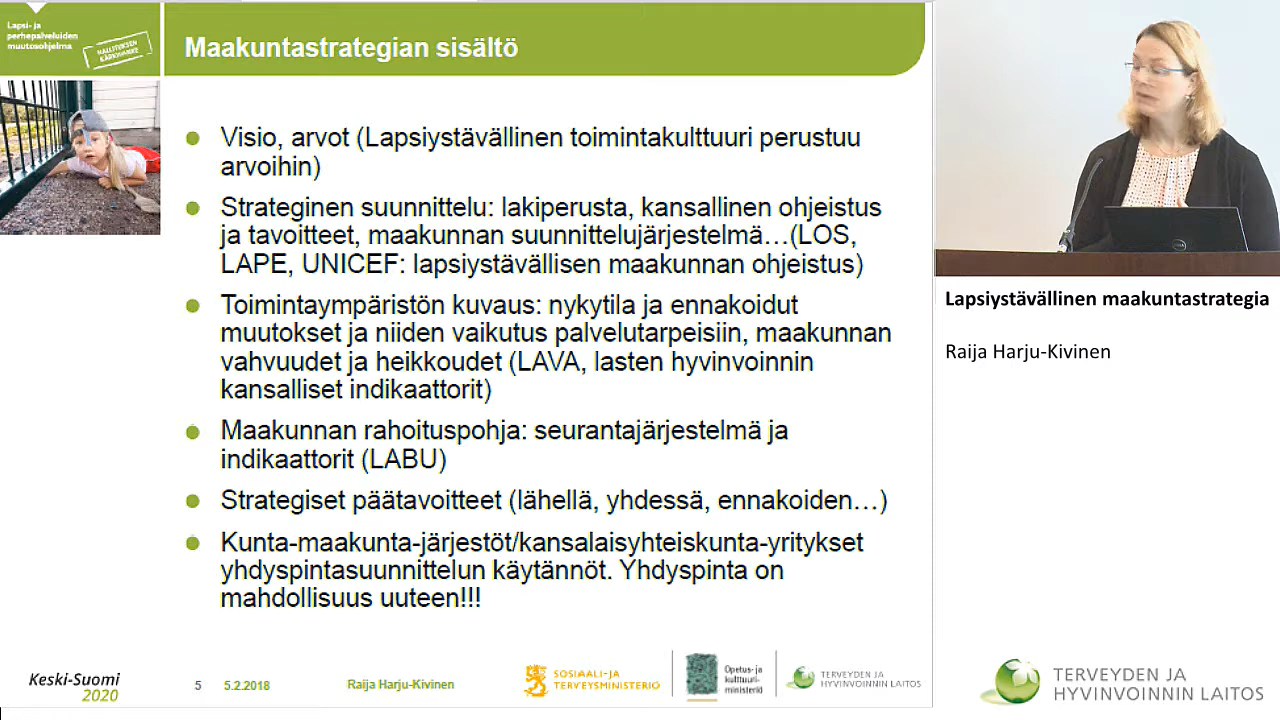 Lapsi- ja
perhepalveluiden
muutosohjelma
HALLITUKSEN
KÄRKIHANKE
Maakuntastrategian sisältö
Visio, arvot (Lapsiystävällinen toimintakulttuuri perustuu
arvoihin)
Strateginen suunnittelu: lakiperusta, kansallinen ohjeistus
ja tavoitteet, maakunnan suunnittelujärjestelmä…(LOS,
LAPE, UNICEF: lapsiystävällisen maakunnan ohjeistus)
Toimintaympäristön kuvaus: nykytila ja ennakoidut
muutokset ja niiden vaikutus palvelutarpeisiin, maakunnan
vahvuudet ja heikkoudet (LAVA, lasten hyvinvoinnin
kansalliset indikaattorit)
Maakunnan rahoituspohja: seurantajärjestelmä ja
indikaattorit (LABU)
Strategiset päätavoitteet (lähellä, yhdessä, ennakoiden…)
Kunta-maakunta-järjestöt/kansalaisyhteiskunta-yritykset
yhdyspintasuunnittelun käytännöt. Yhdyspinta on
mahdollisuus uuteen!!!
Keski-Suomi
2020
5
5.2.2018
Raija Harju-Kivinen
SOSIAALI- JA
TERVEYSMINISTERIÖ
Opetus- ja
kulttuuri-
ministeriö
TERVEYDEN JA
HYVINVOINNIN LAITOS
Lapsiystävällinen maakuntastrategia
Raija Harju-Kivinen
TERVEYDEN JA
HYVINVOINNIN LAITOS